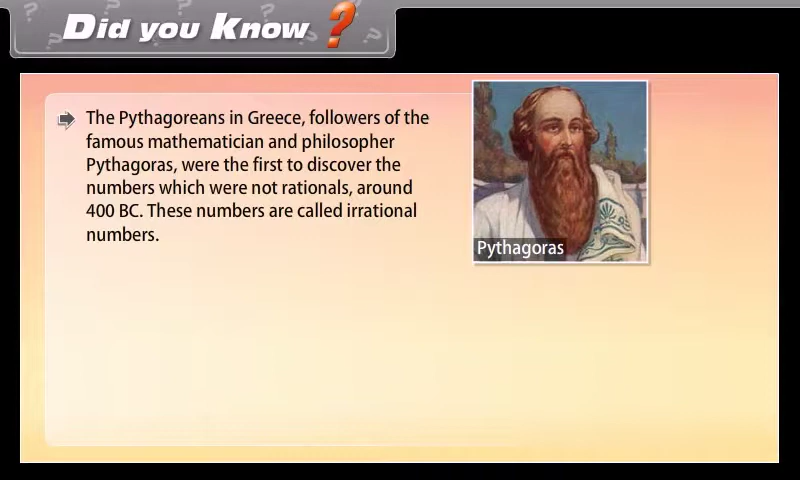 Did you Know ?
The Pythagoreans in Greece, followers of the
famous mathematician and philosopher
Pythagoras, were the first to discover the
numbers which were not rationals, around
400 BC. These numbers are called irrational
numbers.
Pythagoras